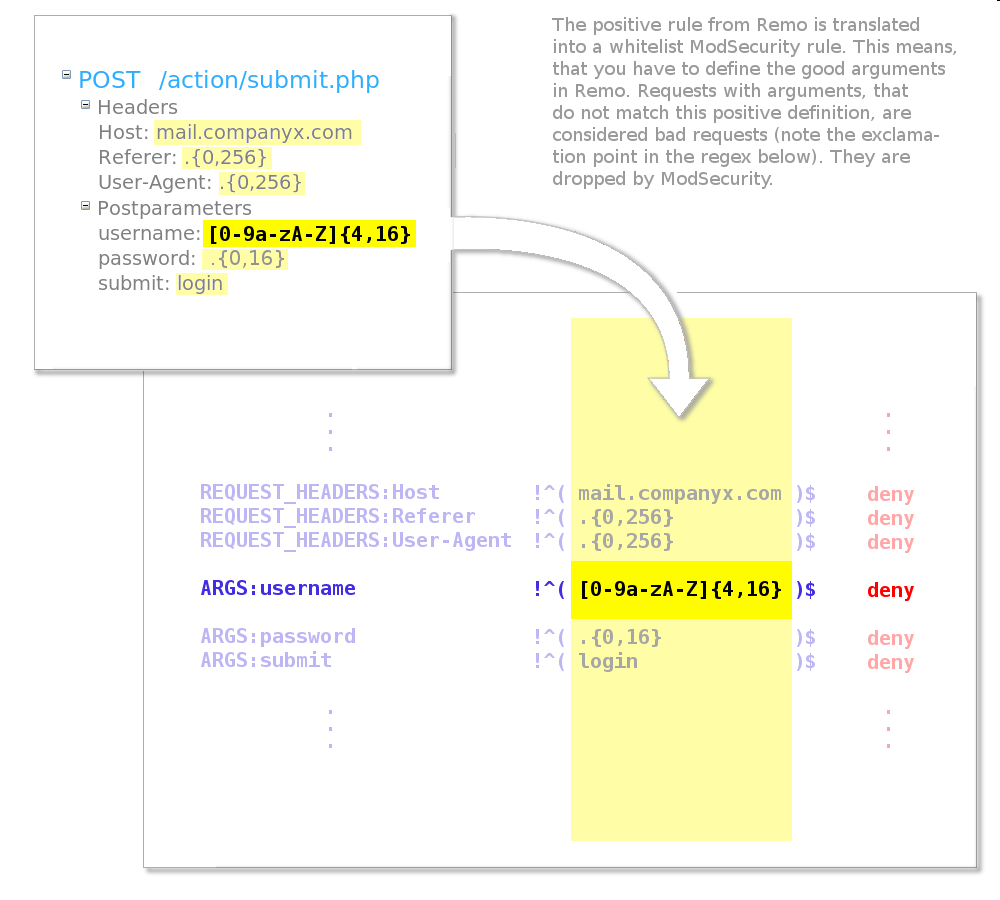 The positive rule from Remo is translated
into a whitelist ModSecurity rule. This means,
that you have to define the good arguments
in Remo. Requests with arguments, that
do not match this positive definition, are
considered bad requests (note the exclama-
tion point in the regex below). They are
dropped by ModSecurity.
POST /action/submit.php
Headers
Host: mail.companyx.com
Referer: .{0,256}
User-Agent: .{0,256}
Postparameters
username: [0-9a-zA-Z]{4,16}
password: .{0,16}
submit: login
. .
. .
. .
REQUEST_HEADERS:Host !^( mail.companyx.com )$ deny
REQUEST_HEADERS:Referer !^( .{0,256} )$ deny
REQUEST_HEADERS:User-Agent !^( .{0,256} )$ deny
ARGS:username !^( [0-9a-zA-Z]{4,16} )$ deny
ARGS:password !^( .{0,16} )$ deny
ARGS:submit !^( login )$ deny
. .
. .
. .